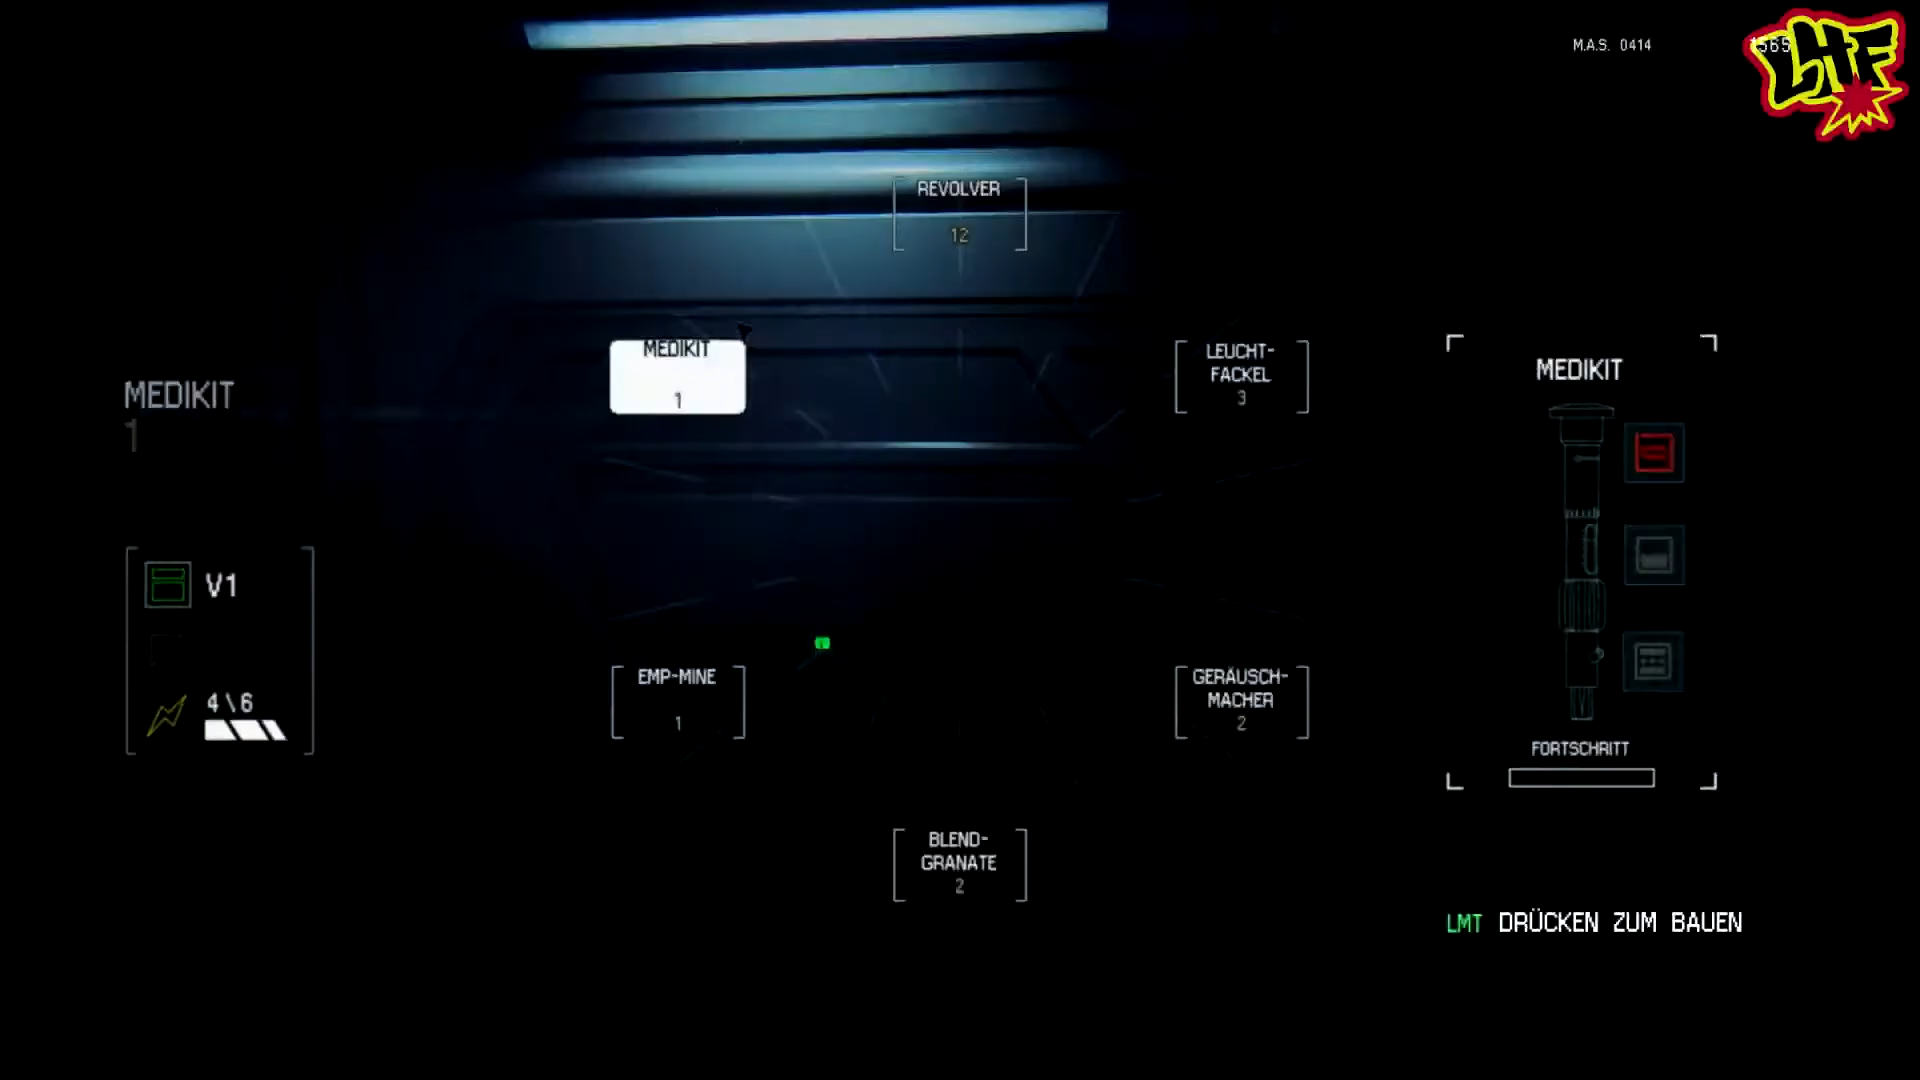 M.A.S. 0414
LHF
REVOLVER
12
MEDIKIT
1
LEUCHT-
FACKEL
3
MEDIKIT
MEDIKIT
1
V1
4\6
EMP-MINE
1
GERÄUSCH-
MACHER
2
FORTSCHRITT
BLEND-
GRANATE
2
LMT DRÜCKEN ZUM BAUEN